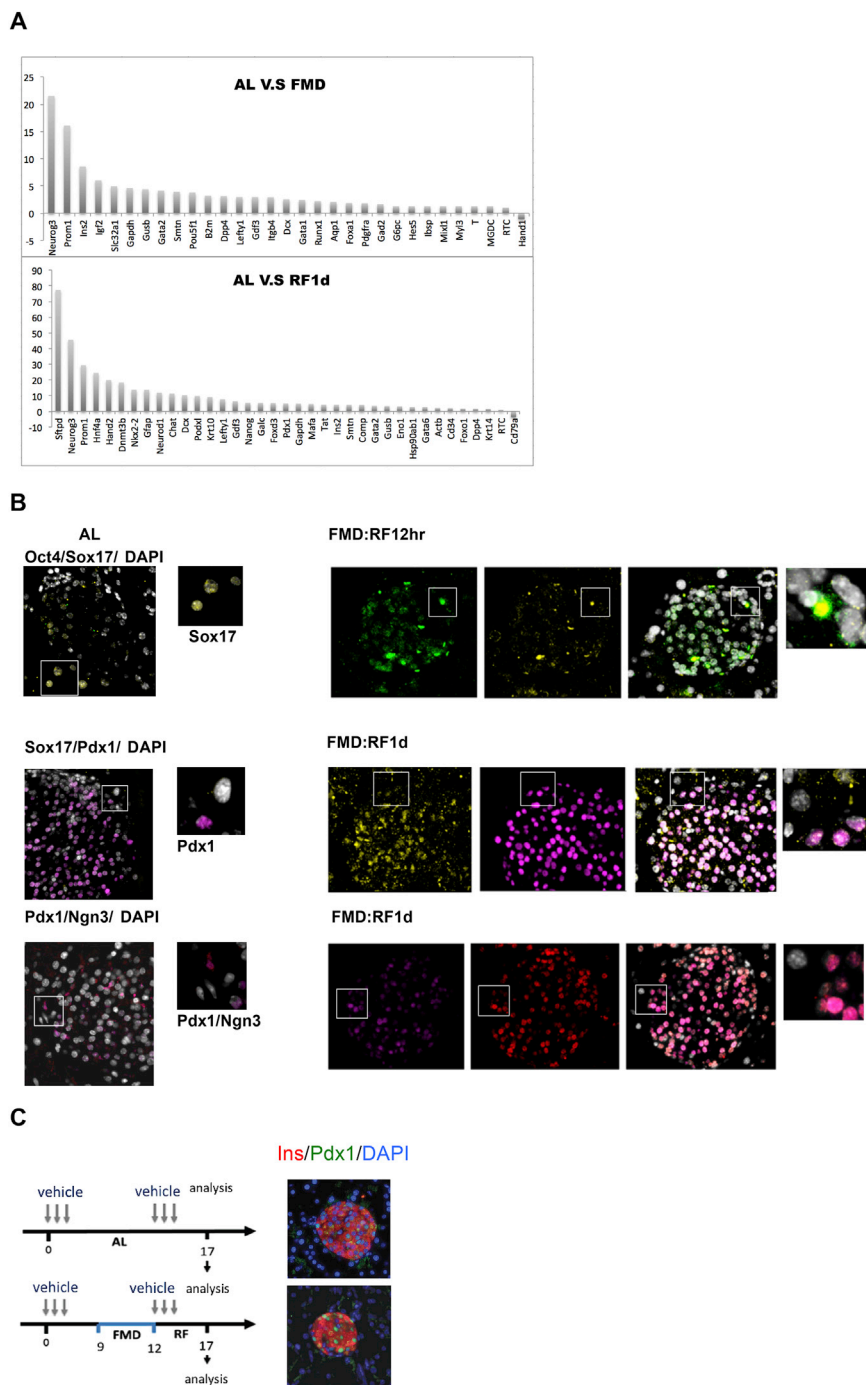 A
AL V.S FMD
25
20
15
10
5
0
-5
Neurog3 Prom1 Ins2 Igf2 Slc32a1 Gapdh Gusb Gata2 Smtn Pou5f1 B2m Dpp4 Lefty1 Gdf3 Itgb4 Dcx Gata1 Runx1 Aqp1 Foxa1 Pdgfra Gad2 G6pc Hes5 Ibsp Mixl1 Myl3 T MGDC RTC Hand1
AL V.S RF1d
90
80
70
60
50
40
30
20
10
0
-10
Sftpd Neurog3 Prom1 Hnf4a Hand2 Dnmt3b Nkx2-2 Gfap Neurod1 Chat Dcx Podxl Krt10 Lefty1 Gdf3 Nanog Galc Foxd3 Pdx1 Gapdh Mafa Tat Ins2 Smtn Comp Gata2 Gusb Eno1 Hsp90ab1 Gata6 Actb Cd34 Foxo1 Dpp4 Krt14 RTC Cd79a
B
AL
Oct4/Sox17/ DAPI
FMD:RF12hr
Sox17
Sox17/Pdx1/ DAPI
FMD:RF1d
Pdx1
Pdx1/Ngn3/ DAPI
FMD:RF1d
Pdx1/Ngn3
C
Ins/Pdx1/DAPI
vehicle vehicle analysis
0 AL 17
analysis
vehicle vehicle analysis
0 9 FMD 12 RF 17
analysis